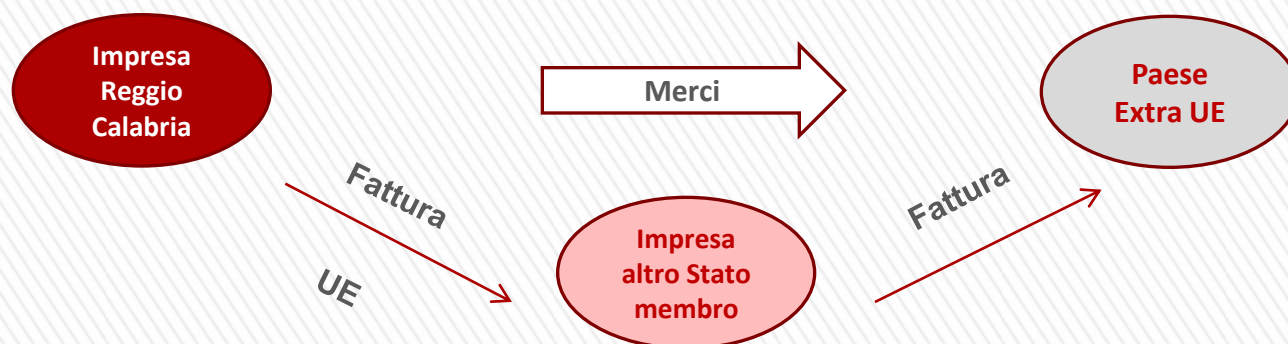 Impresa
Reggio
Calabria
Merci
Paese
Extra UE
Fattura
UE
Impresa
altro Stato
membro
Fattura